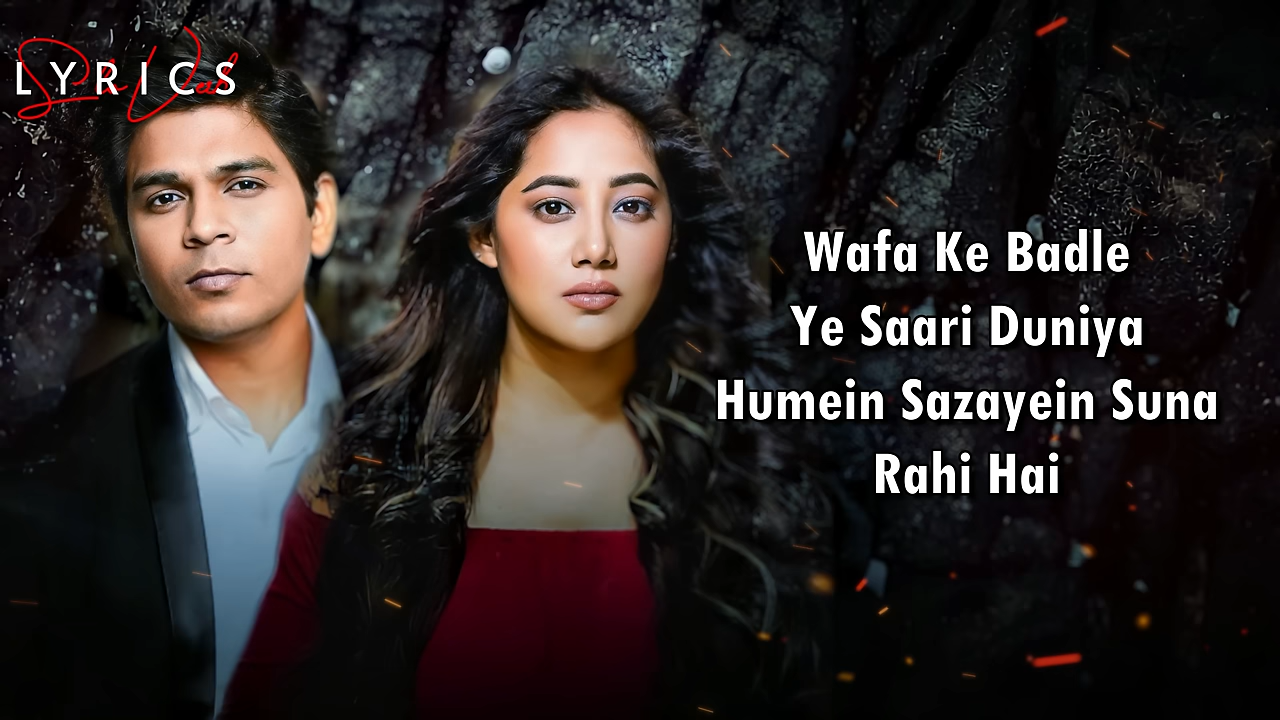 LYRICS
Wafa Ke Badle
Ye Saari Duniya
Humein Sazayein Suna
Rahi Hai